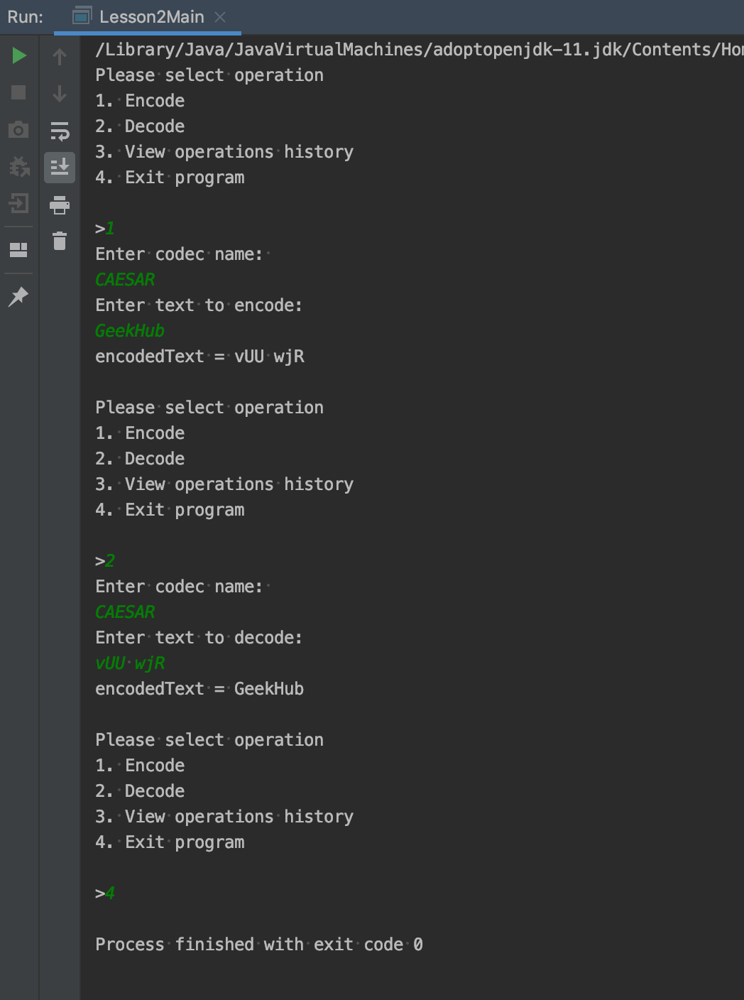 Run: Lesson2Main
/Library/Java/JavaVirtualMachines/adoptopenjdk-11.jdk/Contents/Hom
Please select operation
1. Encode
2. Decode
3. View operations history
4. Exit program
>1
Enter codec name:
CAESAR
Enter text to encode:
GeekHub
encodedText = vUU wjR
Please select operation
1. Encode
2. Decode
3. View operations history
4. Exit program
>2
Enter codec name:
CAESAR
Enter text to decode:
vUU wjR
encodedText = GeekHub
Please select operation
1. Encode
2. Decode
3. View operations history
4. Exit program
>4
Process finished with exit code 0